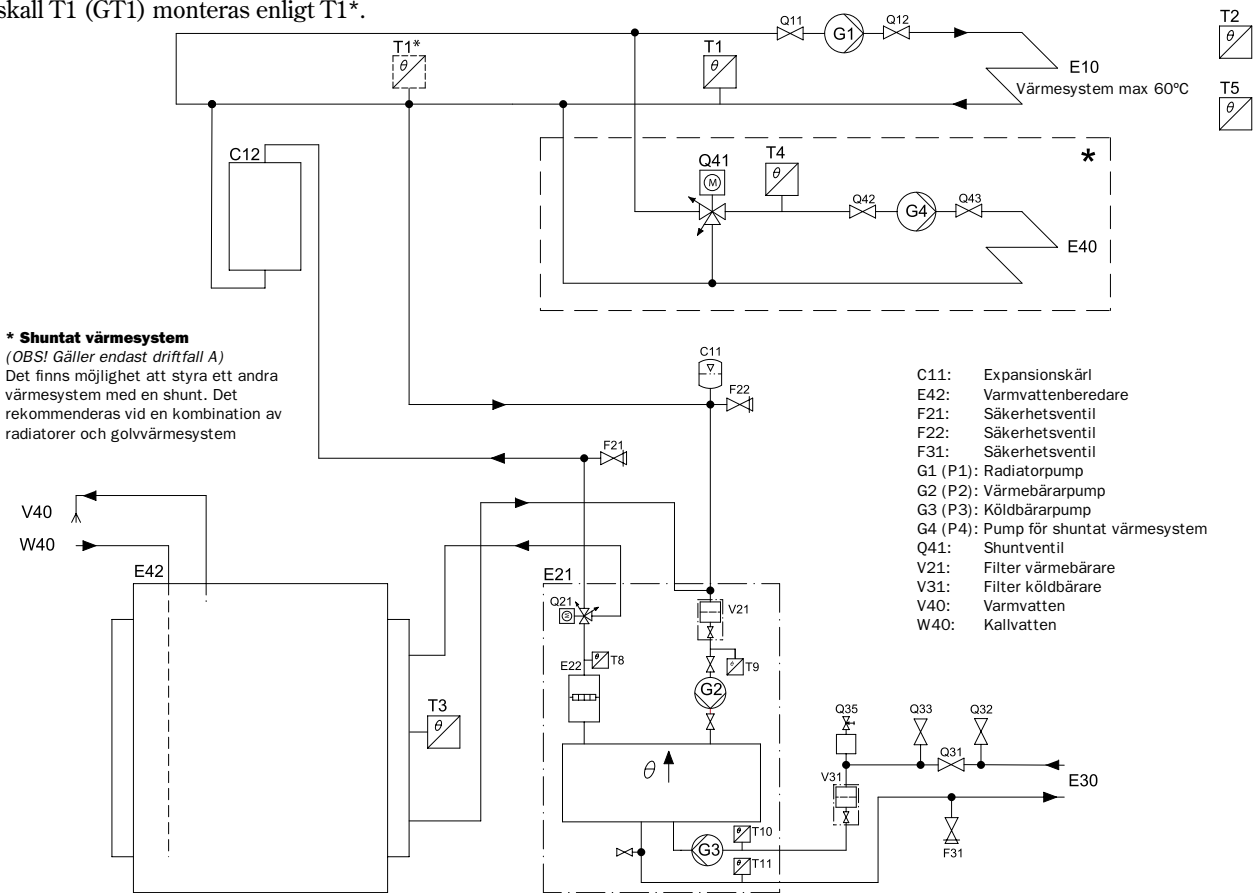 skall T1 (GT1) monteras enligt T1*.
Q11
G1
Q12
T2
θ
T1*
θ
T1
θ
E10
Värmesystem max 60ºC
T5
θ
C12
Q41
M
T4
θ
*
Q42
G4
Q43
E40
* Shuntat värmesystem
(OBS! Gäller endast driftfall A)
Det finns möjlighet att styra ett andra
värmesystem med en shunt. Det
rekommenderas vid en kombination av
radiatorer och golvvärmesystem
C11
F22
F21
C11: Expansionskärl
E42: Varmvattenberedare
F21: Säkerhetsventil
F22: Säkerhetsventil
F31: Säkerhetsventil
G1 (P1): Radiatorpump
G2 (P2): Värmebärarpump
G3 (P3): Köldbärarpump
G4 (P4): Pump för shuntat värmesystem
Q41: Shuntventil
V21: Filter värmebärare
V31: Filter köldbärare
V40: Varmvatten
W40: Kallvatten
V40
W40
E42
E21
Q21
M
V21
E22
θ
T8
θ
T9
G2
T3
θ
θ
Q35
Q33
Q32
Q31
V31
E30
θ
T10
G3
θ
T11
F31